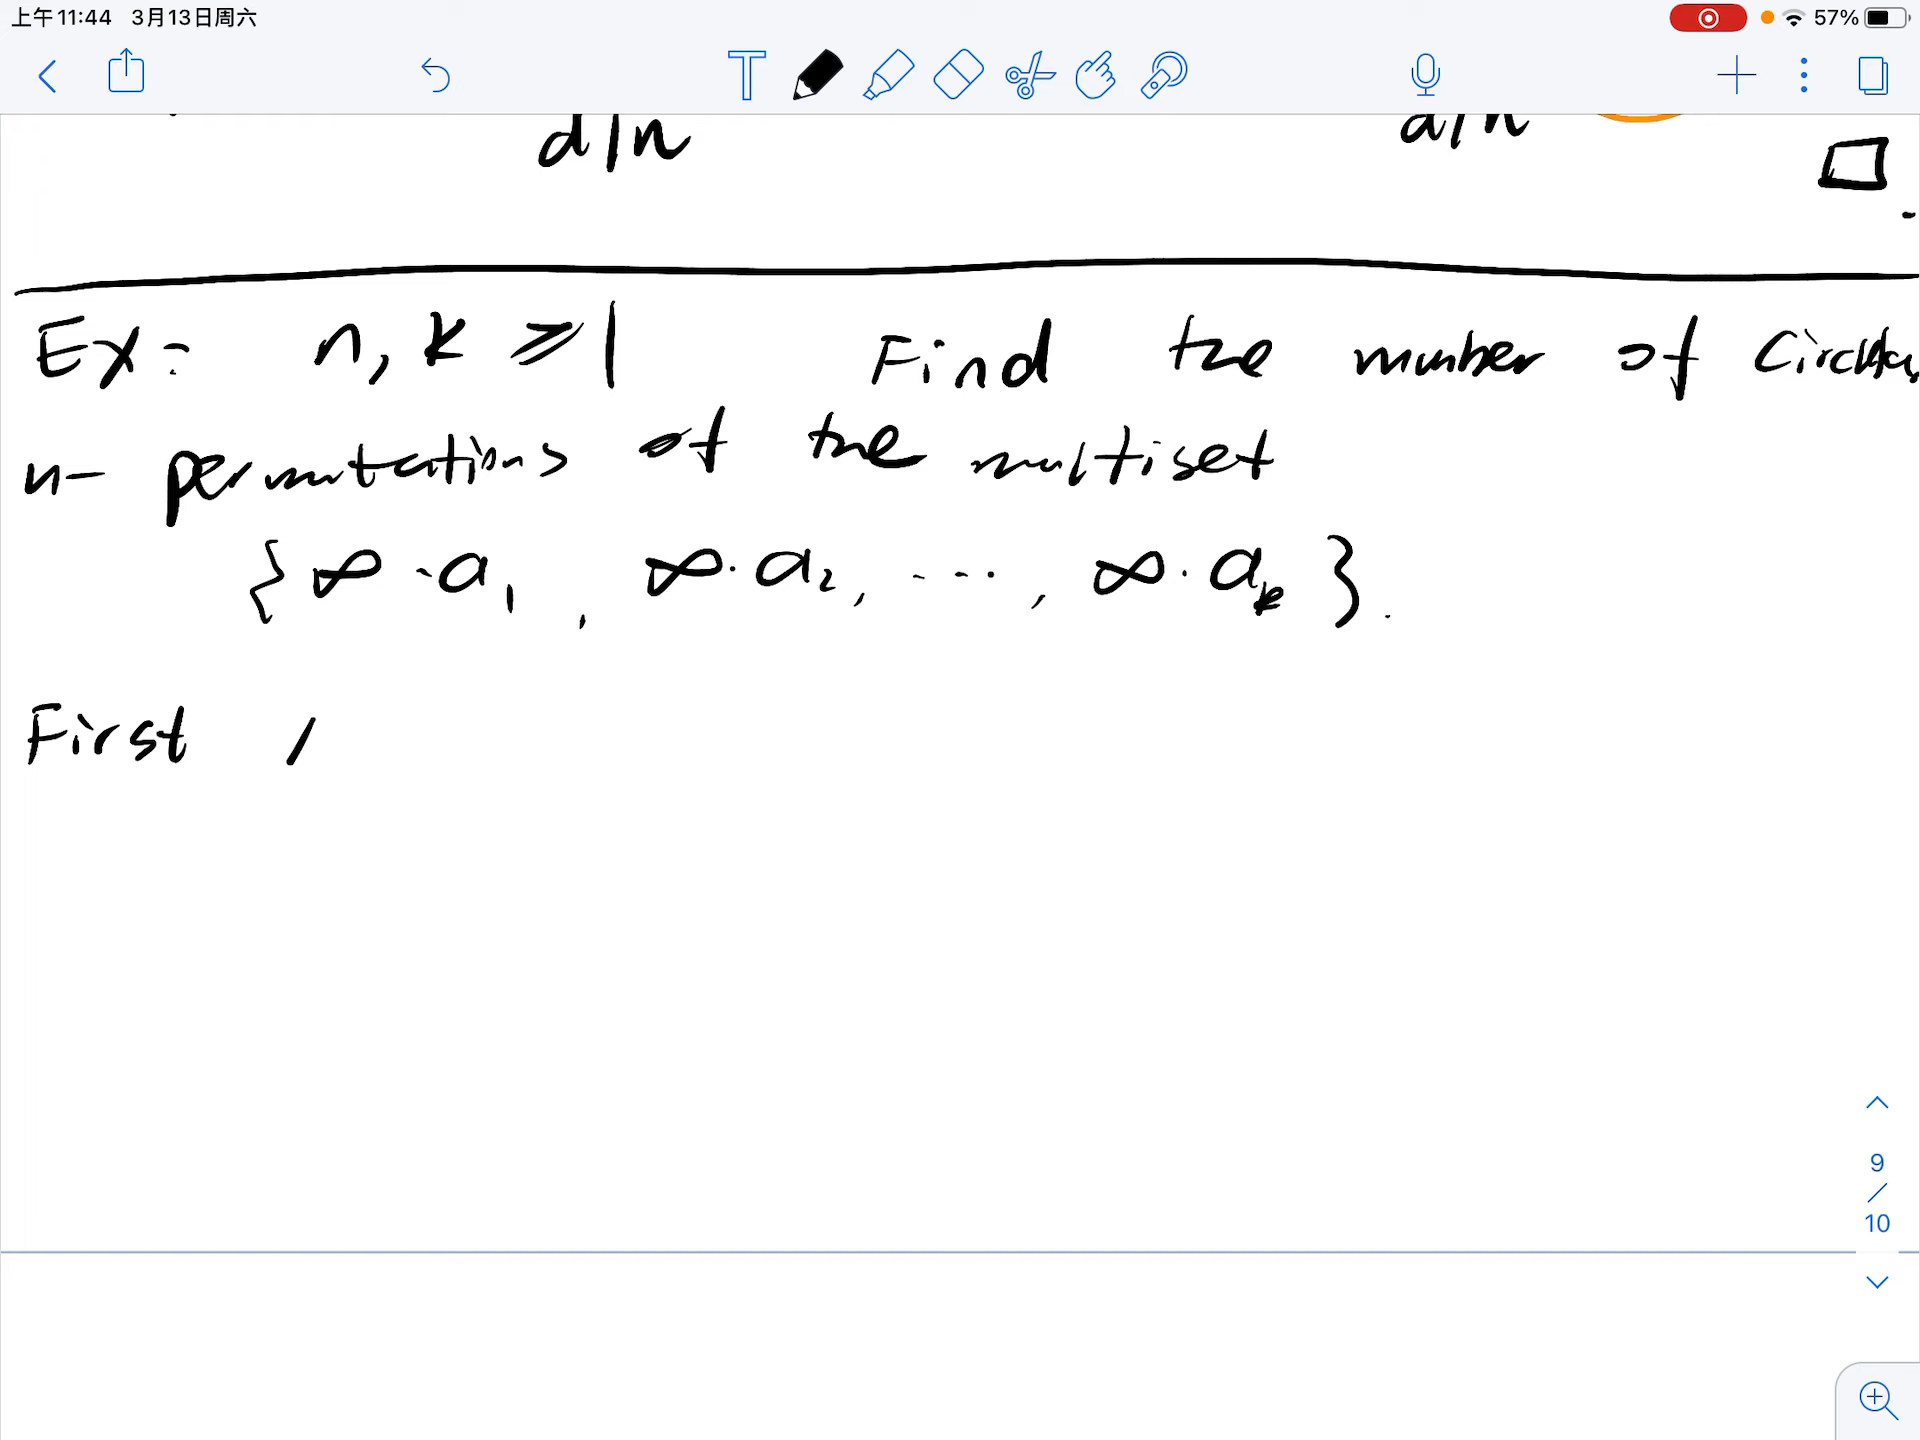 上午11:44 3月13日周六
57%
T
d|n
d|n
Ex: n, k ⩾ 1 Find the number of
n- permutations of the multiset
{∞·a₁, ∞·a₂, ..., ∞·aₖ}.
First
9
/
10